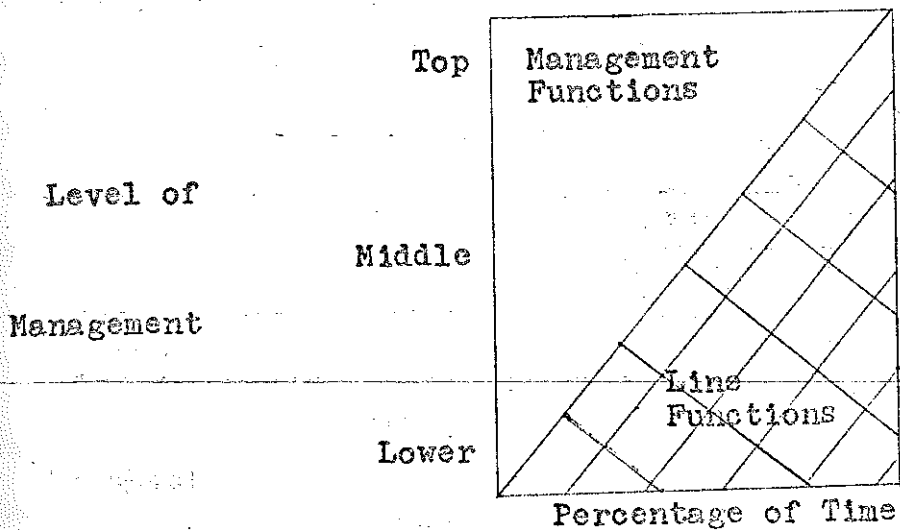 Top
Management
Functions
Level of
Middle
Management
Line
Functions
Lower
Percentage of Time